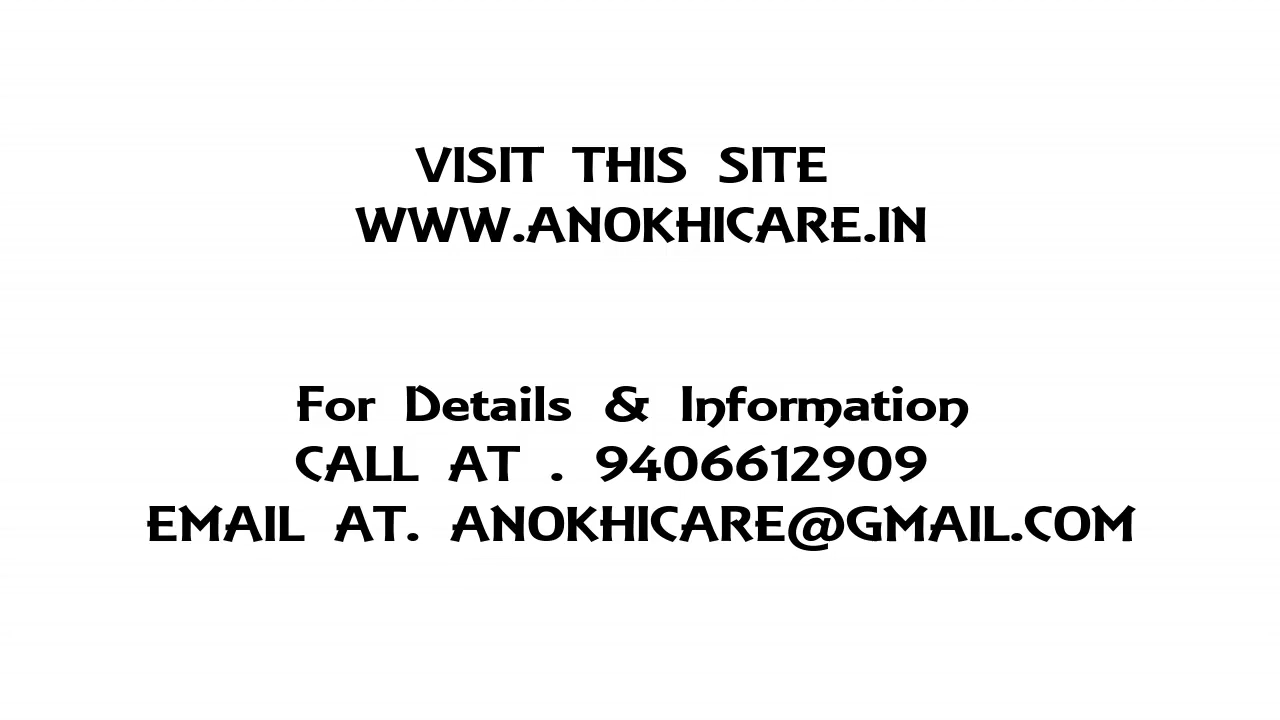 VISIT THIS SITE
WWW.ANOKHICARE.IN
For Details & Information
CALL AT . 9406612909
EMAIL AT. ANOKHICARE@GMAIL.COM